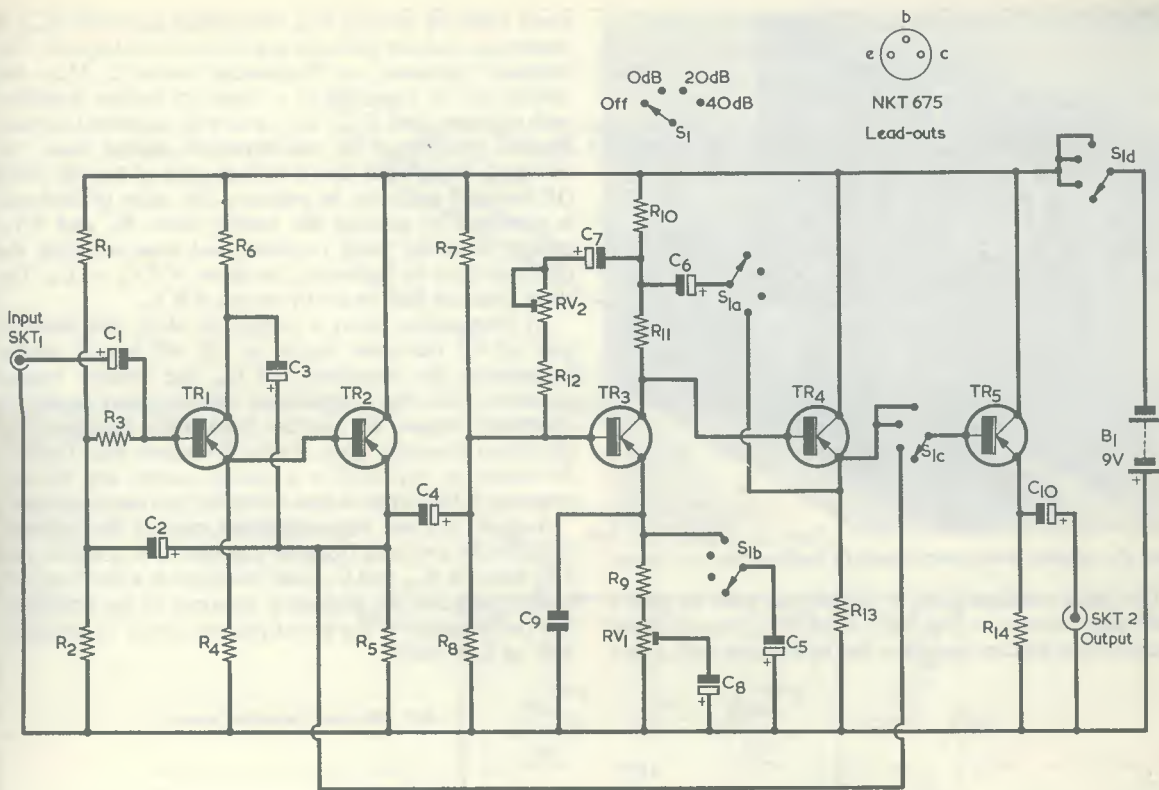 b
e
c
NKT 675
Lead-outs
Off
0dB
20dB
40dB
S1
S1d
R1
R6
R7
R10
C7
C6
S1a
RV2
R11
Input
SKT1
C1
C3
R12
R3
TR1
TR2
TR3
TR4
TR5
S1c
B1
9V
C2
C4
C10
S1b
R9
C9
RV1
C8
C5
R2
R4
R5
R8
R13
R14
SKT 2
Output